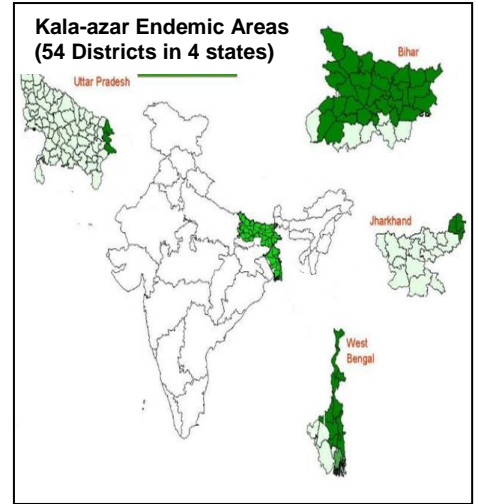 Kala-azar Endemic Areas
(54 Districts in 4 states)
Bihar
Uttar Pradesh
Jharkhand
West
Bengal